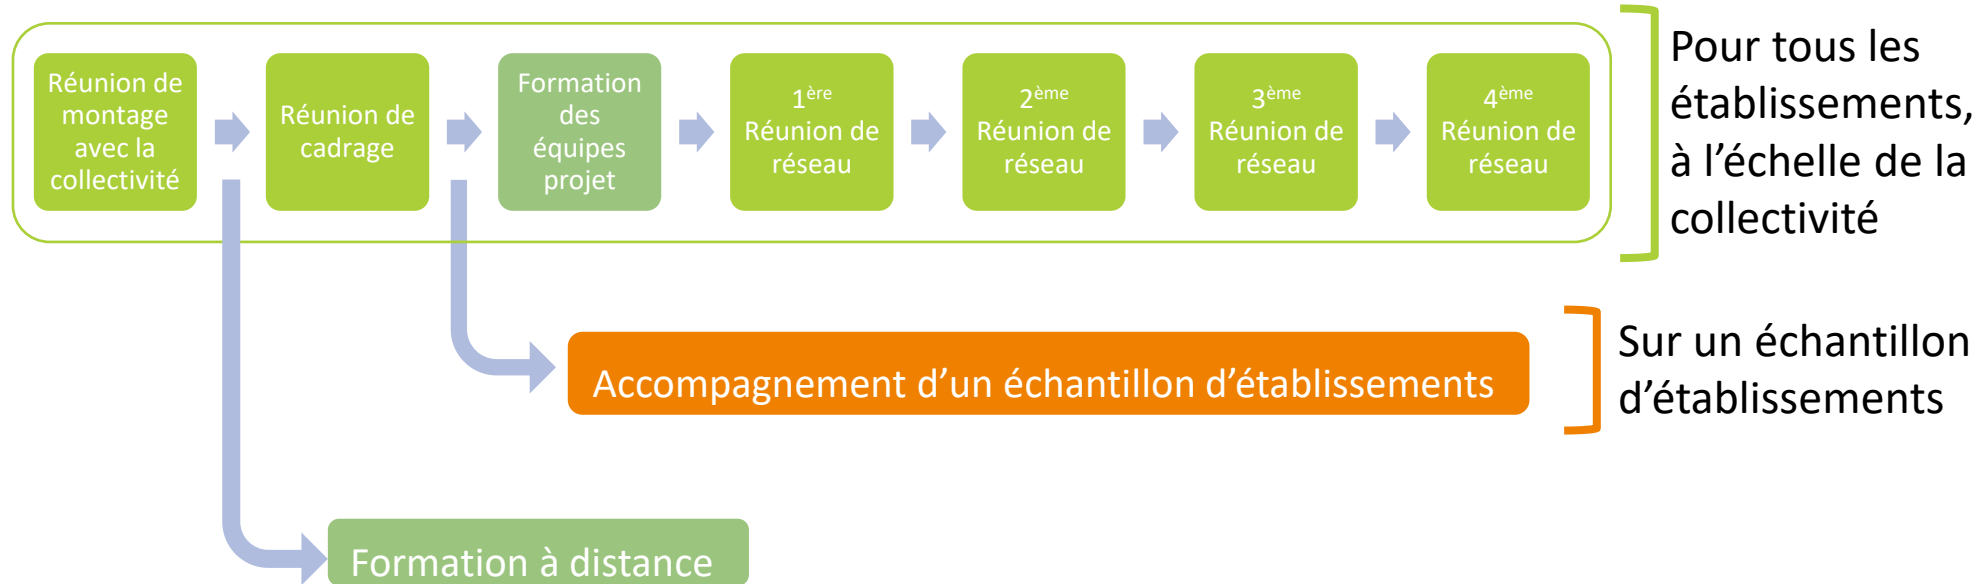 Réunion de
montage
avec la
collectivité
Réunion de
cadrage
Formation
des
équipes
projet
1ère
Réunion de
réseau
2ème
Réunion de
réseau
3ème
Réunion de
réseau
4ème
Réunion de
réseau
Pour tous les
établissements,
à l’échelle de la
collectivité
Accompagnement d’un échantillon d’établissements
Sur un échantillon
d’établissements
Formation à distance